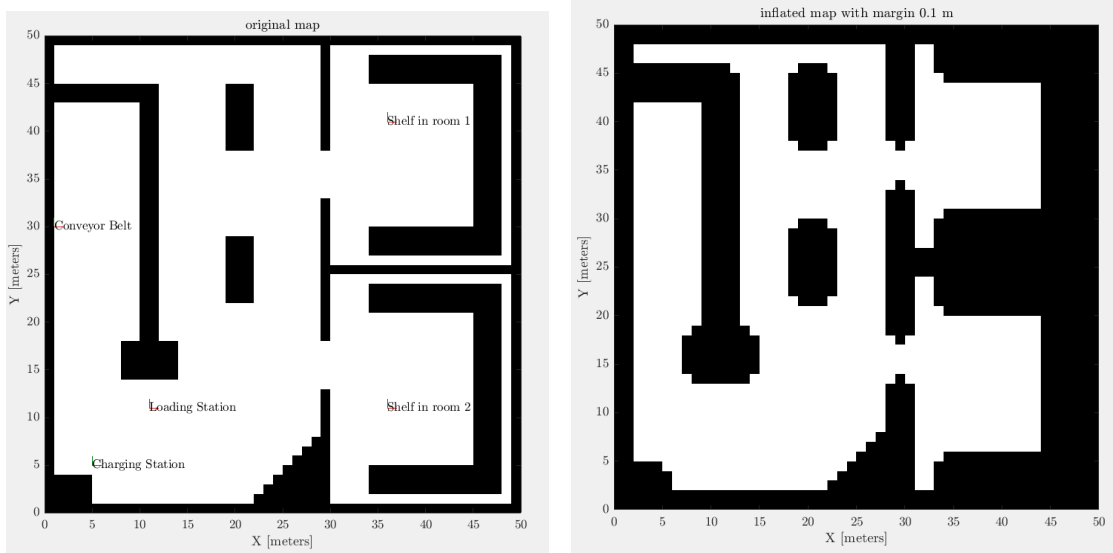 original map
50
45
40
35
30
25
20
15
10
5
0
Y [meters]
Shelf in room 1
Conveyor Belt
Loading Station
Shelf in room 2
Charging Station
0 5 10 15 20 25 30 35 40 45 50
X [meters]
inflated map with margin 0.1 m
50
45
40
35
30
25
20
15
10
5
0
Y [meters]
0 5 10 15 20 25 30 35 40 45 50
X [meters]